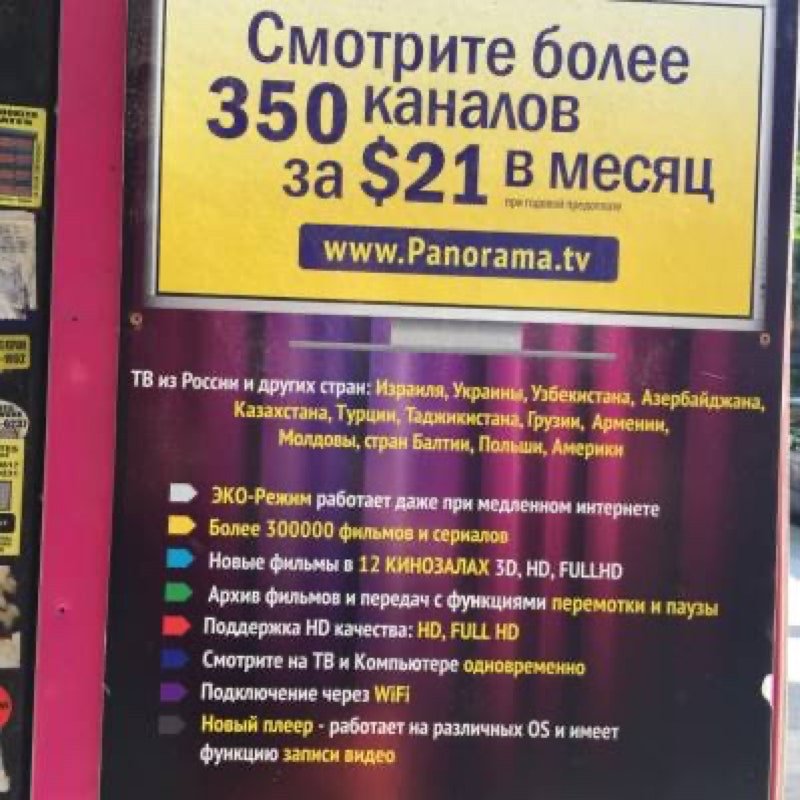 Смотрите более
350 каналов
за $21 в месяц
при годовой предоплате
www.Panorama.tv
ТВ из России и других стран: Израиля, Украины, Узбекистана, Азербайджана,
Казахстана, Турции, Таджикистана, Грузии, Армении,
Молдовы, стран Балтии, Польши, Америки
ЭКО-Режим работает даже при медленном интернете
Более 300000 фильмов и сериалов
Новые фильмы в 12 КИНОЗАЛАХ 3D, HD, FULLHD
Архив фильмов и передач с функциями перемотки и паузы
Поддержка HD качества: HD, FULL HD
Смотрите на ТВ и Компьютере одновременно
Подключение через WiFi
Новый плеер - работает на различных OS и имеет
функцию записи видео